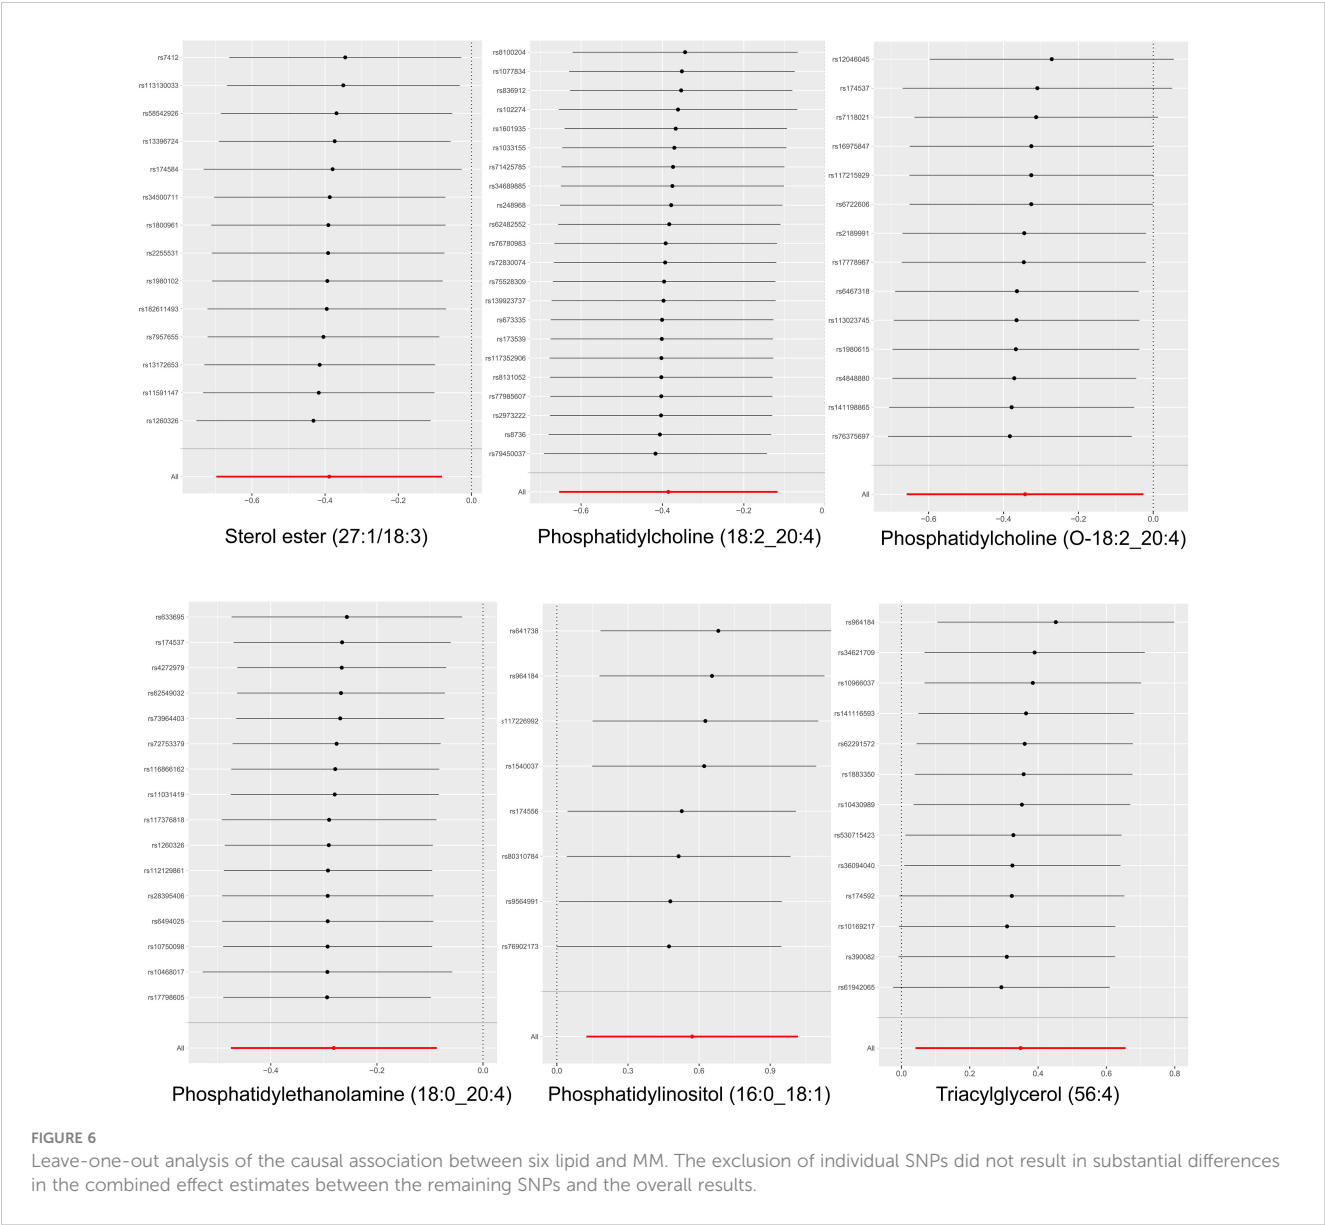 rs7412
rs113130033
rs58542926
rs13396724
rs174584
rs34500711
rs1800961
rs2255531
rs1980102
rs182611493
rs7957655
rs13172653
rs11591147
rs1260326
All
−0.6 −0.4 −0.2 0.0
Sterol ester (27:1/18:3)
rs8100204
rs1077834
rs836912
rs102274
rs1601935
rs1033155
rs71425785
rs34689885
rs248968
rs62482552
rs76780983
rs72830074
rs75528309
rs139923737
rs673335
rs173539
rs117352906
rs8131052
rs77985607
rs2973222
rs8736
rs79450037
All
−0.6 −0.4 −0.2 0.
Phosphatidylcholine (18:2_20:4)
rs12046045
rs174537
rs7118021
rs16975847
rs117215929
rs6722606
rs2189991
rs17778967
rs6467318
rs113023745
rs1980615
rs4848880
rs141198865
rs76375697
All
−0.6 −0.4 −0.2 0.0
Phosphatidylcholine (O-18:2_20:4)
rs633695
rs174537
rs4272979
rs62549032
rs73964403
rs72753379
rs116866162
rs11031419
rs117376818
rs1260326
rs112129861
rs28395406
rs6494025
rs10750098
rs10468017
rs17798605
All
−0.4 −0.2 0.0
Phosphatidylethanolamine (18:0_20:4)
rs641738
rs964184
s117226992
rs1540037
rs174556
rs80310784
rs9564991
rs76902173
All
0.0 0.3 0.6 0.9
Phosphatidylinositol (16:0_18:1)
rs964184
rs34621709
rs10966037
rs141116593
rs62291572
rs1883350
rs10430989
rs530715423
rs36094040
rs174592
rs10169217
rs390082
rs61942065
All
0.0 0.2 0.4 0.6 0.8
Triacylglycerol (56:4)
FIGURE 6
Leave-one-out analysis of the causal association between six lipid and MM. The exclusion of individual SNPs did not result in substantial differences
in the combined effect estimates between the remaining SNPs and the overall results.